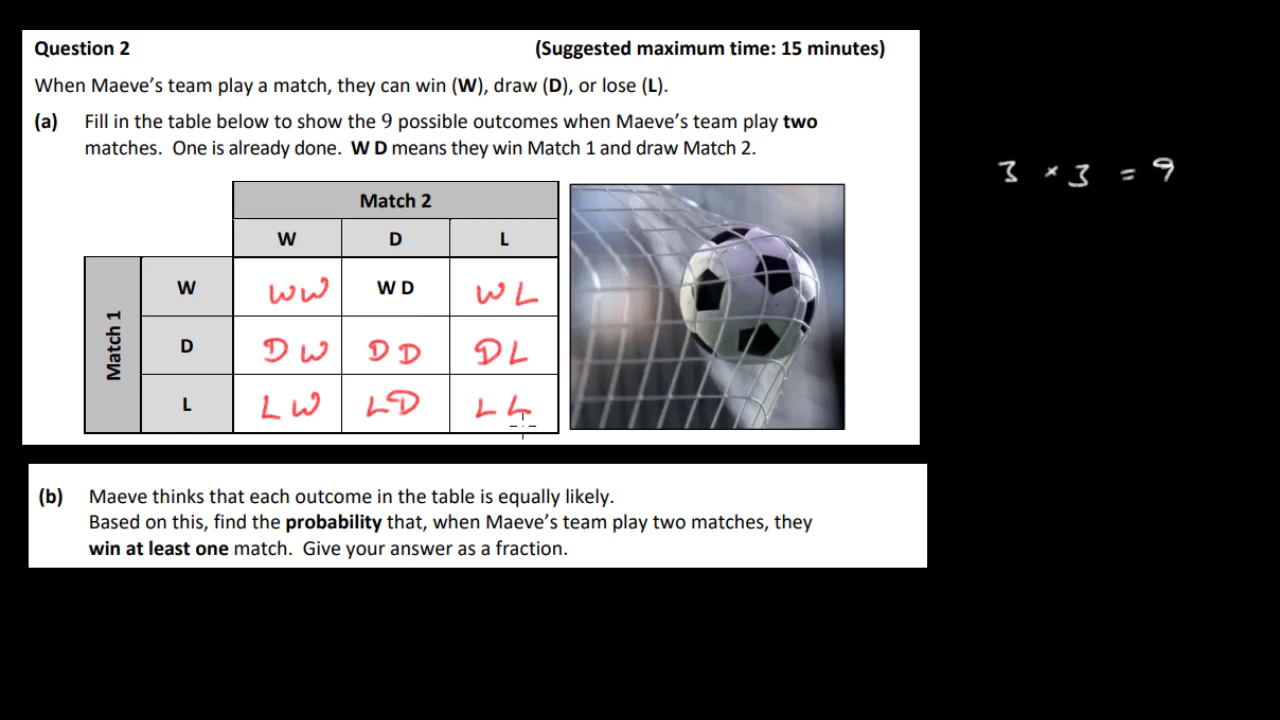 Question 2 (Suggested maximum time: 15 minutes)
When Maeve's team play a match, they can win (W), draw (D), or lose (L).
(a) Fill in the table below to show the 9 possible outcomes when Maeve's team play two
matches. One is already done. W D means they win Match 1 and draw Match 2.
3 × 3 = 9
Match 2
W D L
Match 1
W WW W D WL
D DW DD DL
L LW LD LL
(b) Maeve thinks that each outcome in the table is equally likely.
Based on this, find the probability that, when Maeve's team play two matches, they
win at least one match. Give your answer as a fraction.